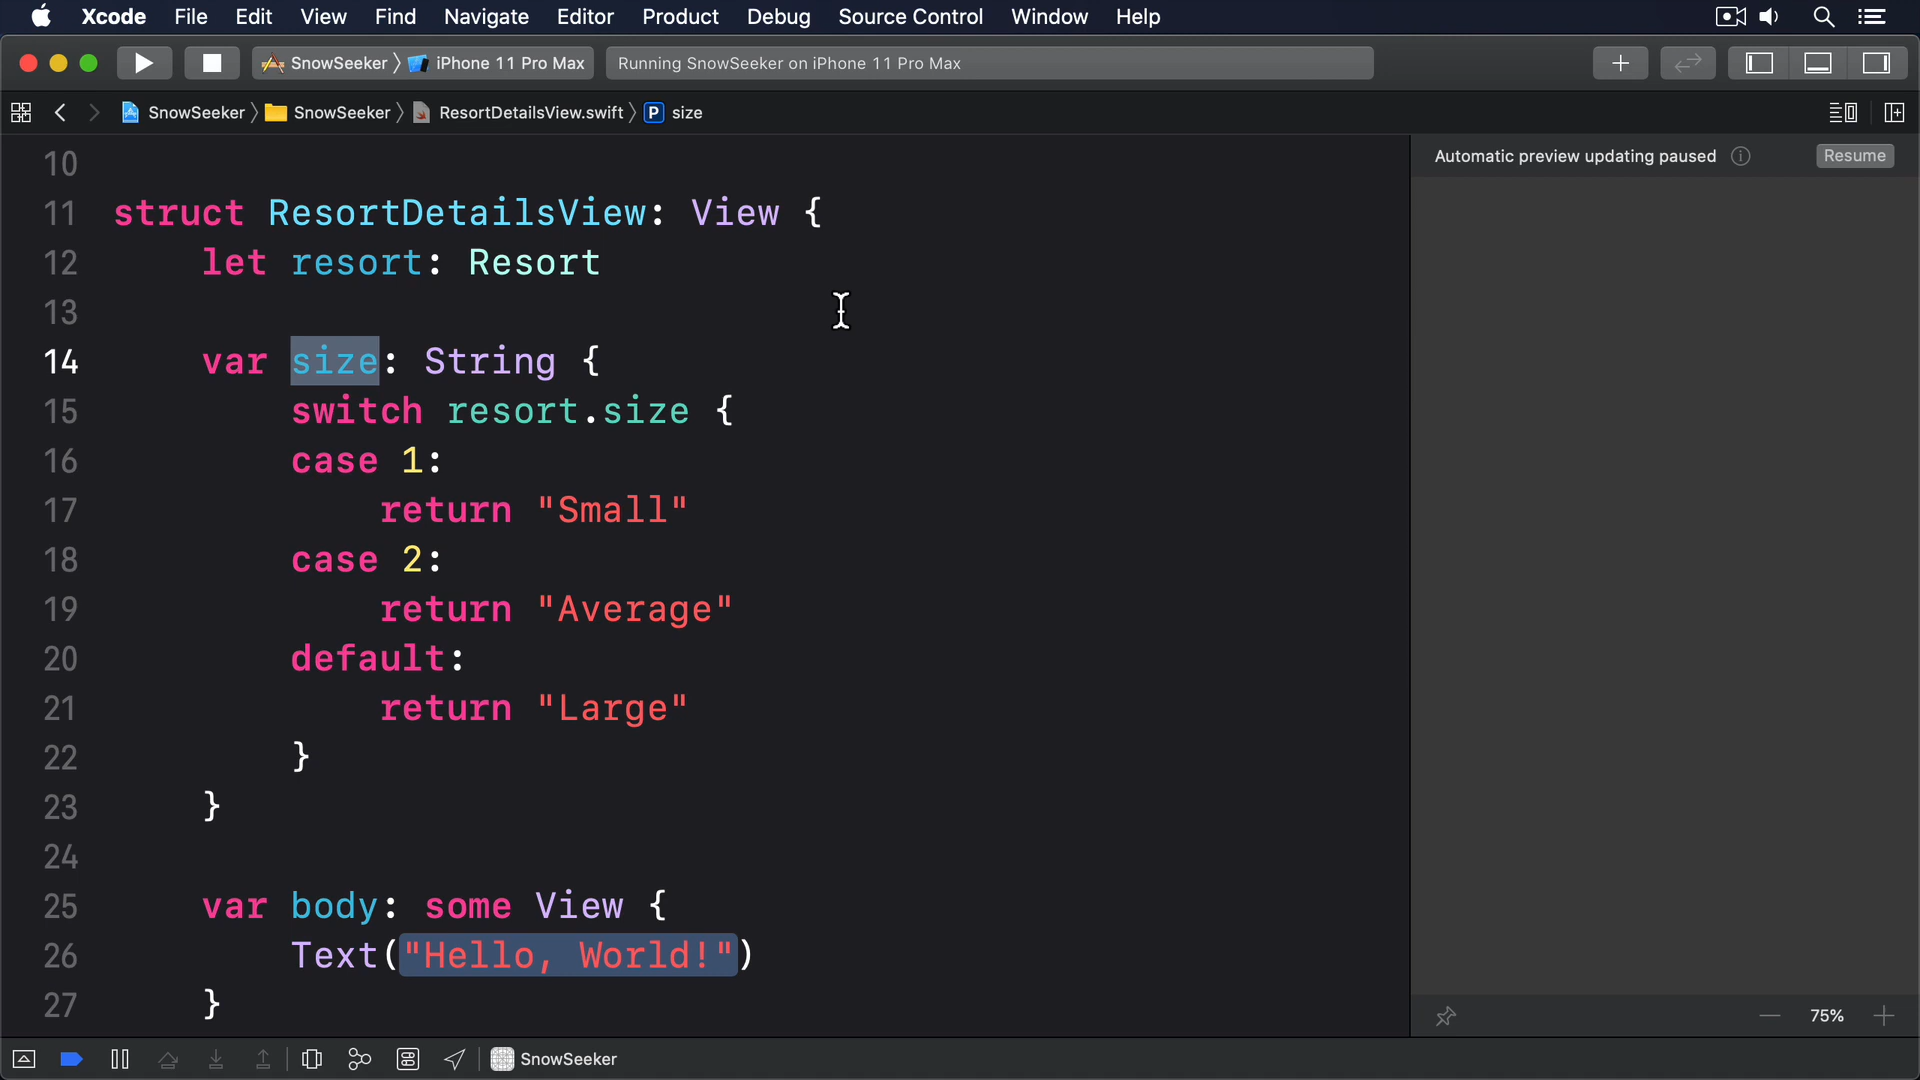 Xcode File Edit View Find Navigate Editor Product Debug Source Control Window Help
SnowSeeker iPhone 11 Pro Max Running SnowSeeker on iPhone 11 Pro Max
SnowSeeker SnowSeeker ResortDetailsView.swift P size
Automatic preview updating paused Resume
10
11 struct ResortDetailsView: View {
12 let resort: Resort
13
14 var size: String {
15 switch resort.size {
16 case 1:
17 return "Small"
18 case 2:
19 return "Average"
20 default:
21 return "Large"
22 }
23 }
24
25 var body: some View {
26 Text("Hello, World!")
27 }
75%
SnowSeeker